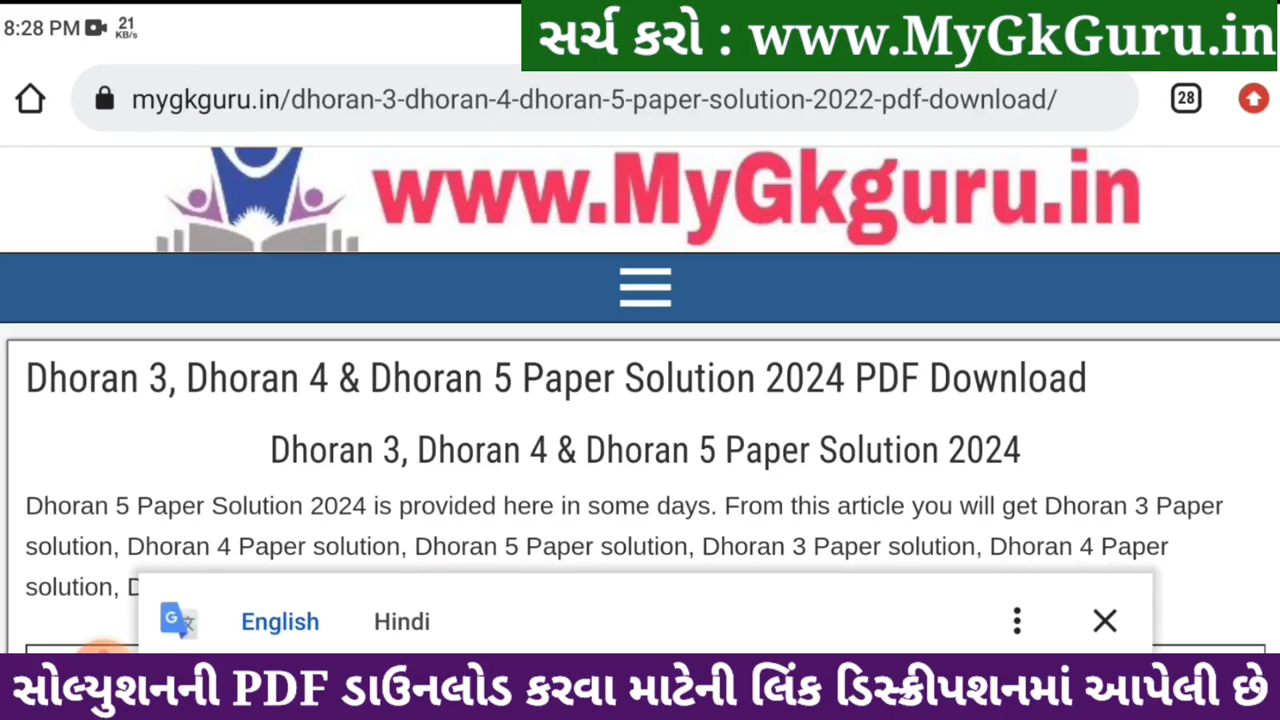 8:28 PM 21 KB/s
સર્ચ કરો : www.MyGkGuru.in
mygkguru.in/dhoran-3-dhoran-4-dhoran-5-paper-solution-2022-pdf-download/
28
www.MyGkguru.in
Dhoran 3, Dhoran 4 & Dhoran 5 Paper Solution 2024 PDF Download
Dhoran 3, Dhoran 4 & Dhoran 5 Paper Solution 2024
Dhoran 5 Paper Solution 2024 is provided here in some days. From this article you will get Dhoran 3 Paper
solution, Dhoran 4 Paper solution, Dhoran 5 Paper solution, Dhoran 3 Paper solution, Dhoran 4 Paper
solution, D
English Hindi
સોલ્યુશનની PDF ડાઉનલોડ કરવા માટેની લિંક ડિસ્ક્રીપશનમાં આપેલી છે